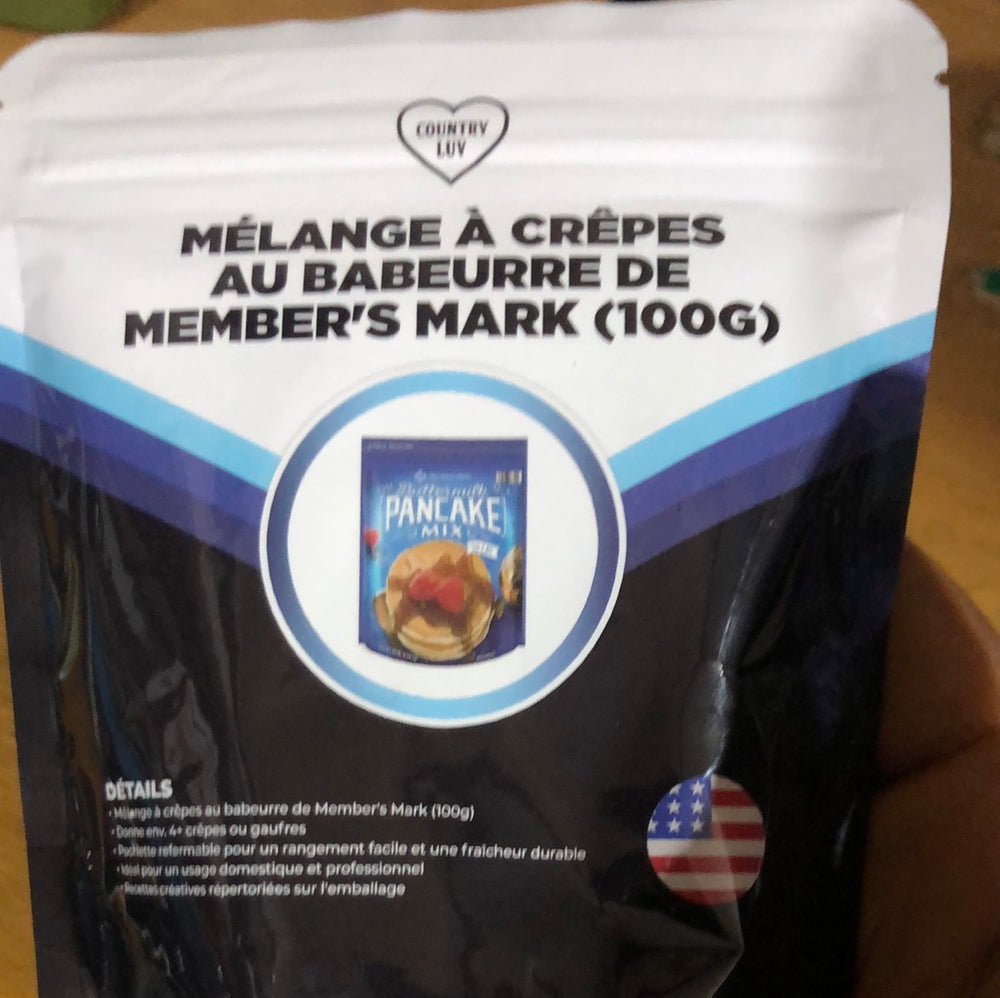 COUNTRY
LUV
MÉLANGE À CRÊPES
AU BABEURRE DE
MEMBER'S MARK (100G)
Buttermilk
PANCAKE
MIX
DÉTAILS
• Mélange à crêpes au babeurre de Member's Mark (100g)
• Donne env. 4+ crêpes ou gaufres
• Pochette refermable pour un rangement facile et une fraîcheur durable
• Idéal pour un usage domestique et professionnel
• Recettes créatives répertoriées sur l'emballage